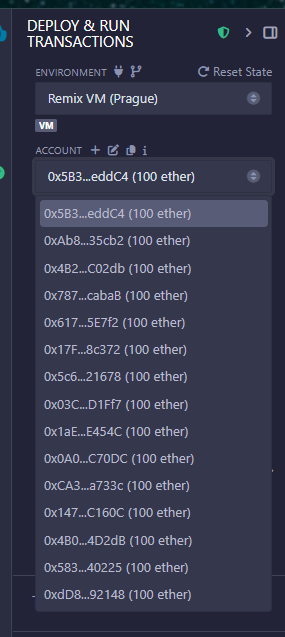 DEPLOY & RUN
TRANSACTIONS
ENVIRONMENT Reset State
Remix VM (Prague)
VM
ACCOUNT
0x5B3...eddC4 (100 ether)
0x5B3...eddC4 (100 ether)
0xAb8...35cb2 (100 ether)
0x4B2...C02db (100 ether)
0x787...cabaB (100 ether)
0x617...5E7f2 (100 ether)
0x17F...8c372 (100 ether)
0x5c6...21678 (100 ether)
0x03C...D1Ff7 (100 ether)
0x1aE...E454C (100 ether)
0x0A0...C70DC (100 ether)
0xCA3...a733c (100 ether)
0x147...C160C (100 ether)
0x4B0...4D2dB (100 ether)
0x583...40225 (100 ether)
0xdD8...92148 (100 ether)